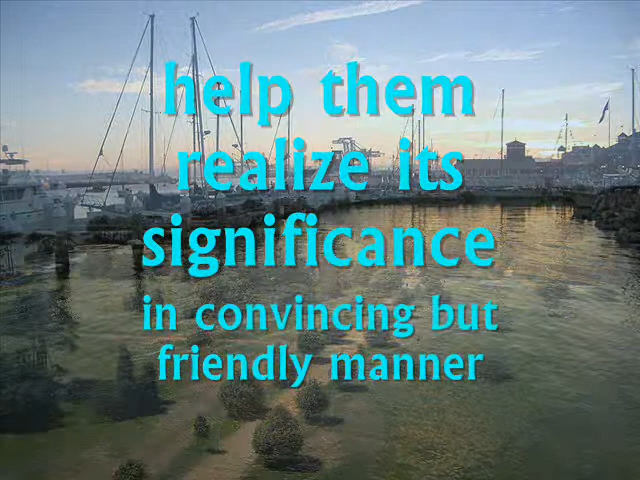 help them
realize its
significance
in convincing but
friendly manner